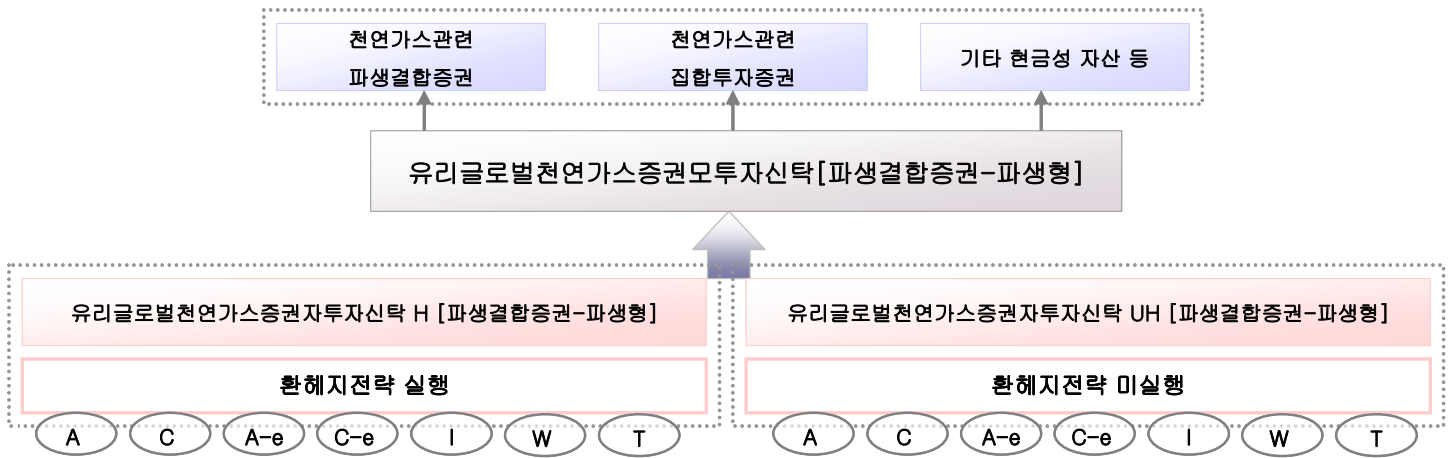 천연가스관련
파생결합증권
천연가스관련
집합투자증권
기타 현금성 자산 등
유리글로벌천연가스증권모투자신탁[파생결합증권-파생형]
유리글로벌천연가스증권자투자신탁 H [파생결합증권-파생형]
환헤지전략 실행
A C A-e C-e I W T
유리글로벌천연가스증권자투자신탁 UH [파생결합증권-파생형]
환헤지전략 미실행
A C A-e C-e I W T